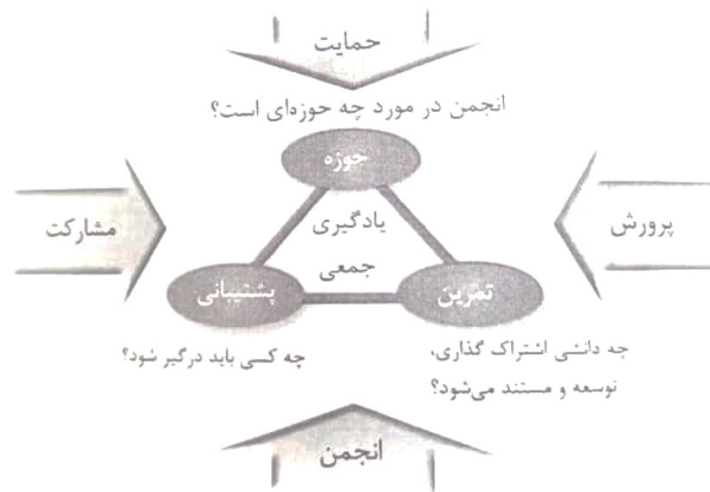 حمایت
انجمن در مورد چه حوزه‌ای است؟
حوزه
مشارکت
یادگیری
جمعی
پرورش
پشتیبانی
تمرین
چه کسی باید درگیر شود؟
چه دانشی اشتراک گذاری،
توسعه و مستند می‌شود؟
انجمن